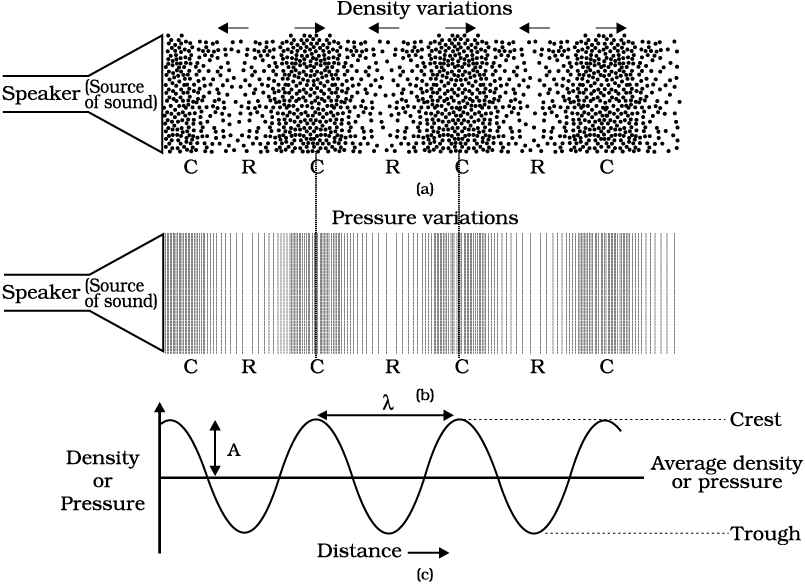 Density variations
Speaker (Source
of sound)
C R C R C R C
(a)
Pressure variations
Speaker (Source
of sound)
C R C R C R C
(b)
λ
Crest
A
Density
or
Pressure
Average density
or pressure
Trough
Distance
(c)